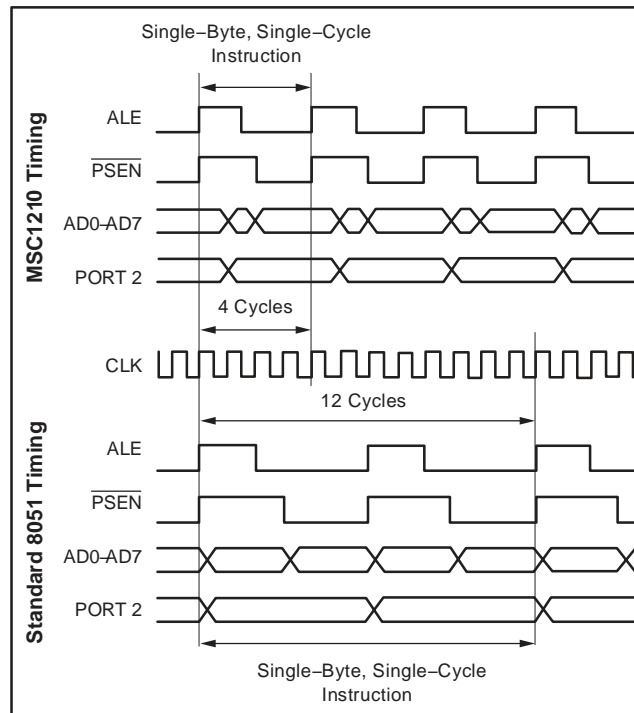 Single–Byte, Single–Cycle
Instruction
MSC1210 Timing
ALE
PSEN
AD0-AD7
PORT 2
4 Cycles
CLK
12 Cycles
Standard 8051 Timing
ALE
PSEN
AD0-AD7
PORT 2
Single–Byte, Single–Cycle
Instruction